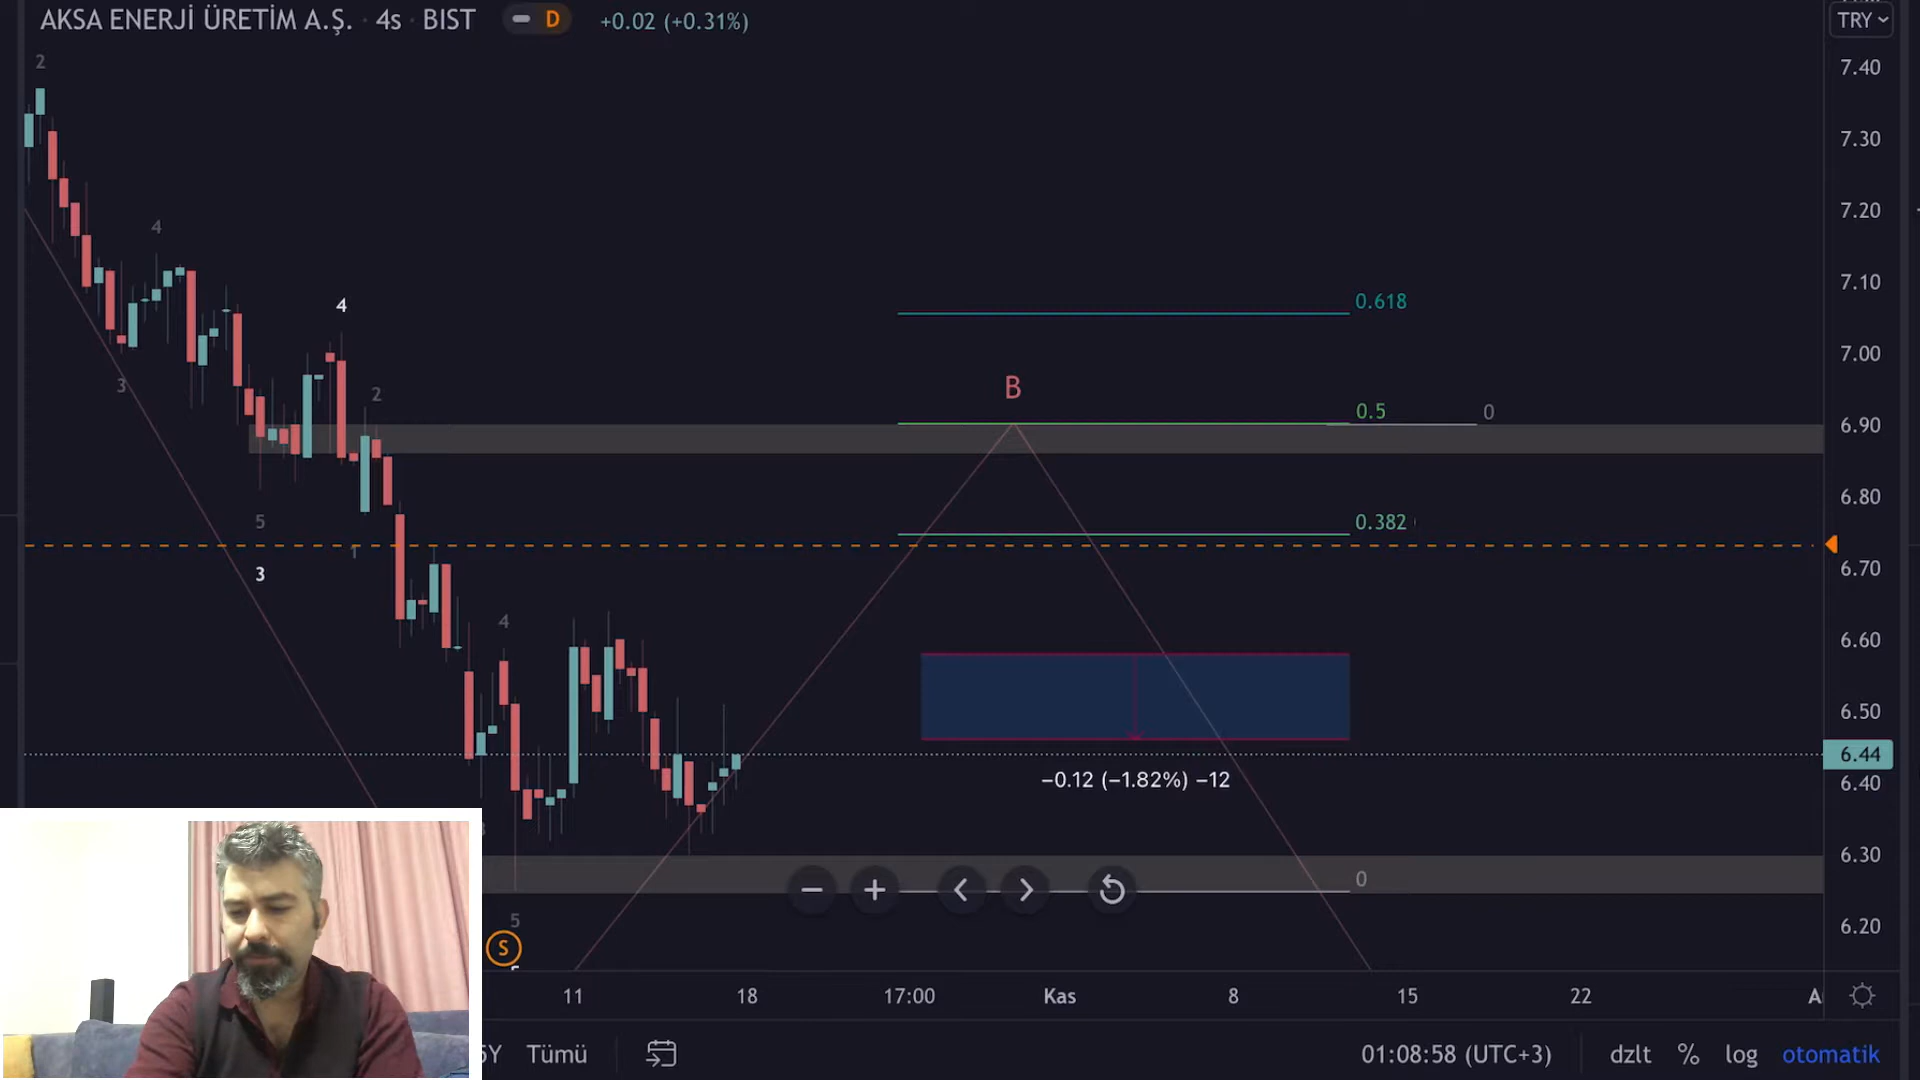 AKSA ENERJİ ÜRETİM A.Ş. · 4s · BIST
D
+0.02 (+0.31%)
TRY
2
7.40
7.30
7.20
4
7.10
4
0.618
7.00
3
2
B
0.5
0
6.90
6.80
5
0.382
1
3
6.70
4
6.60
6.50
6.44
−0.12 (−1.82%) −12
6.40
6.30
0
5
6.20
S
11
18
17:00
Kas
8
15
22
5Y
Tümü
01:08:58 (UTC+3)
dzlt
%
log
otomatik